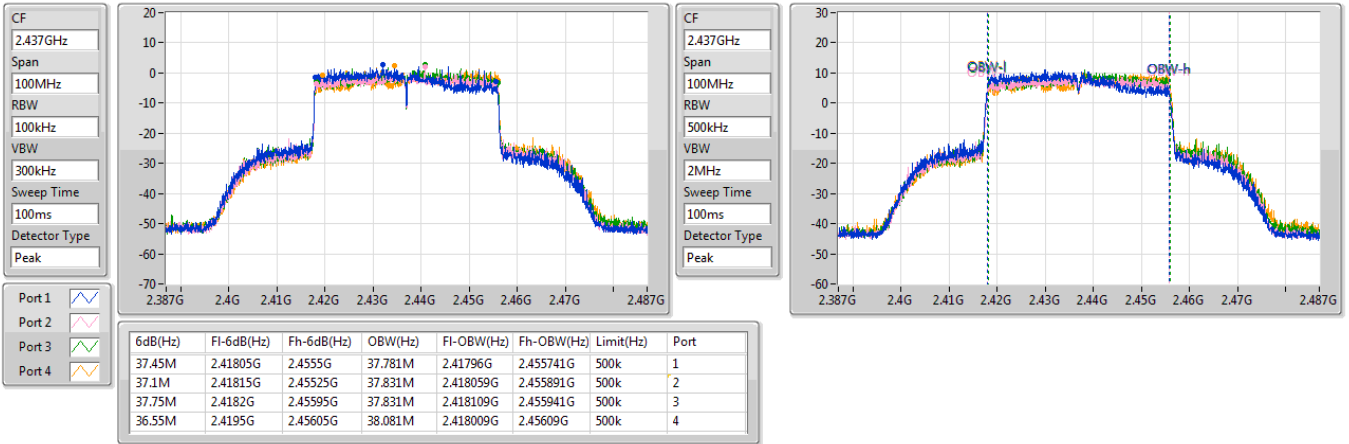 CF
2.437GHz
Span
100MHz
RBW
100kHz
VBW
300kHz
Sweep Time
100ms
Detector Type
Peak
20
10
0
-10
-20
-30
-40
-50
-60
-70
2.387G 2.4G 2.41G 2.42G 2.43G 2.44G 2.45G 2.46G 2.47G 2.487G
CF
2.437GHz
Span
100MHz
RBW
500kHz
VBW
2MHz
Sweep Time
100ms
Detector Type
Peak
30
20
10
0
-10
-20
-30
-40
-50
-60
OBW-l OBW-h
2.387G 2.4G 2.41G 2.42G 2.43G 2.44G 2.45G 2.46G 2.47G 2.487G
Port 1
Port 2
Port 3
Port 4
6dB(Hz) Fl-6dB(Hz) Fh-6dB(Hz) OBW(Hz) Fl-OBW(Hz) Fh-OBW(Hz) Limit(Hz) Port
37.45M 2.41805G 2.4555G 37.781M 2.41796G 2.455741G 500k 1
37.1M 2.41815G 2.45525G 37.831M 2.418059G 2.455891G 500k 2
37.75M 2.4182G 2.45595G 37.831M 2.418109G 2.455941G 500k 3
36.55M 2.4195G 2.45605G 38.081M 2.418009G 2.45609G 500k 4